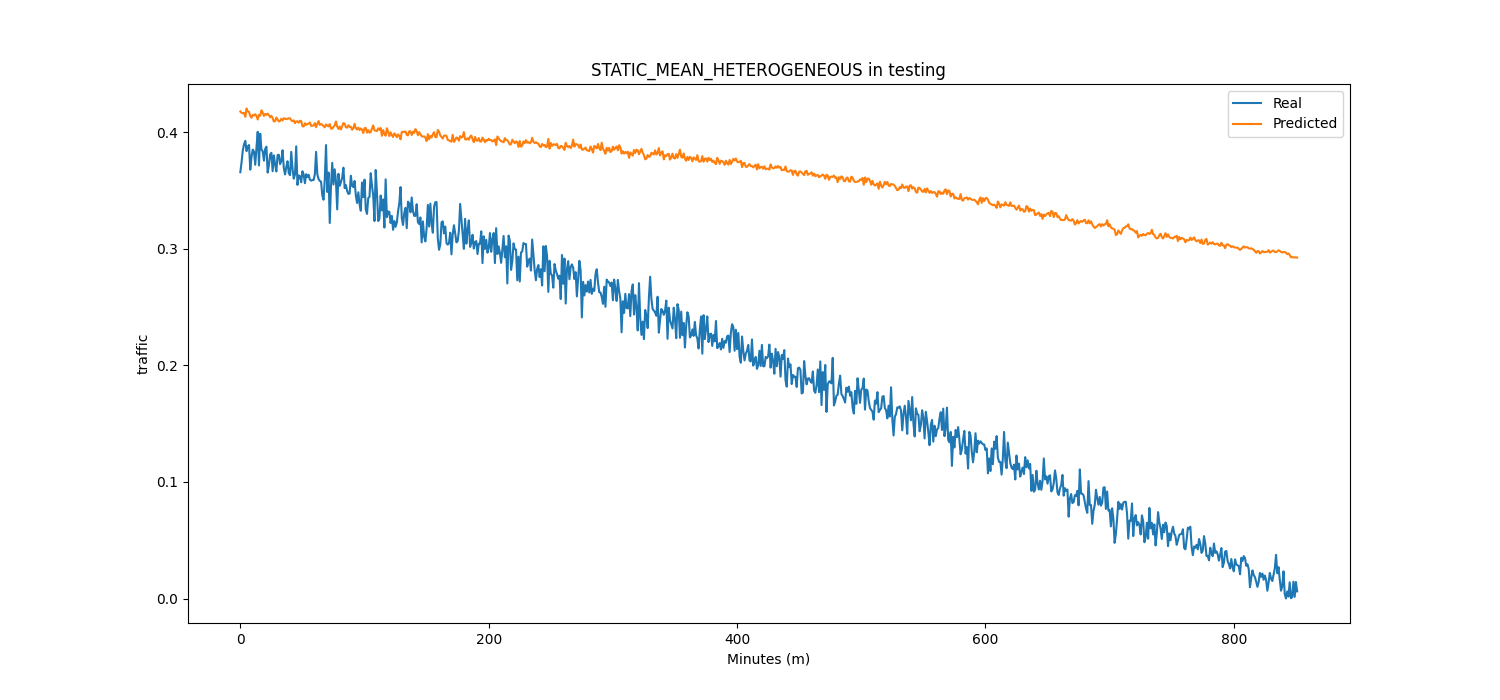 STATIC_MEAN_HETEROGENEOUS in testing
Real
Predicted
traffic
0.4
0.3
0.2
0.1
0.0
0 200 400 600 800
Minutes (m)